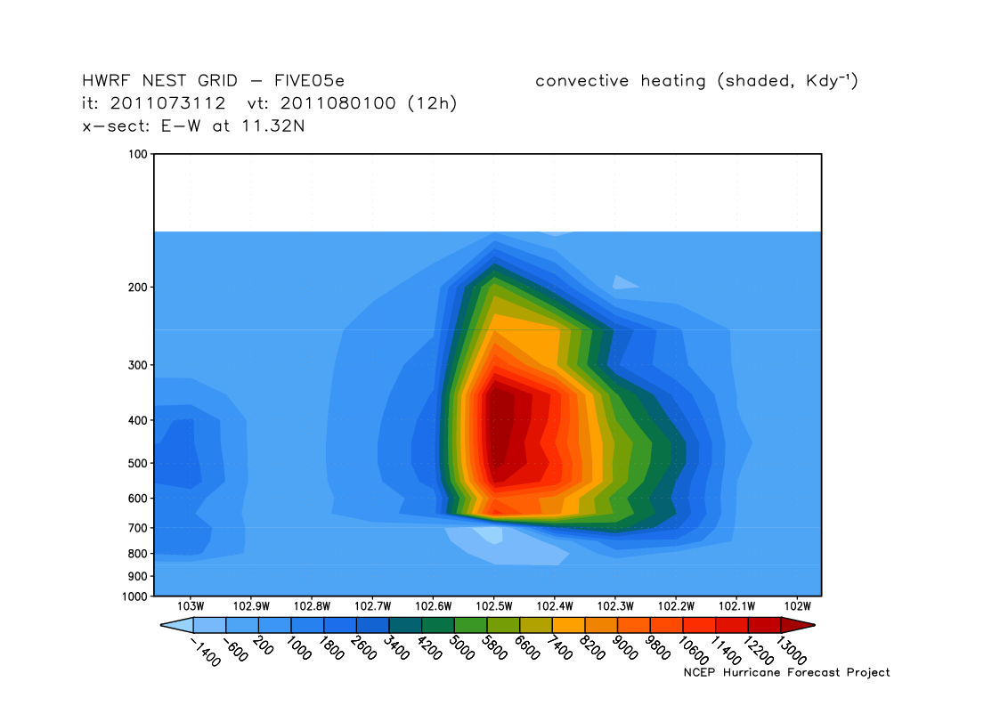 HWRF NEST GRID – FIVE05e
convective heating (shaded, Kdy⁻¹)
it: 2011073112 vt: 2011080100 (12h)
x–sect: E–W at 11.32N
100
200
300
400
500
600
700
800
900
1000
103W 102.9W 102.8W 102.7W 102.6W 102.5W 102.4W 102.3W 102.2W 102.1W 102W
–1400 –600 200 1000 1800 2600 3400 4200 5000 5800 6600 7400 8200 9000 9800 10600 11400 12200 13000
NCEP Hurricane Forecast Project